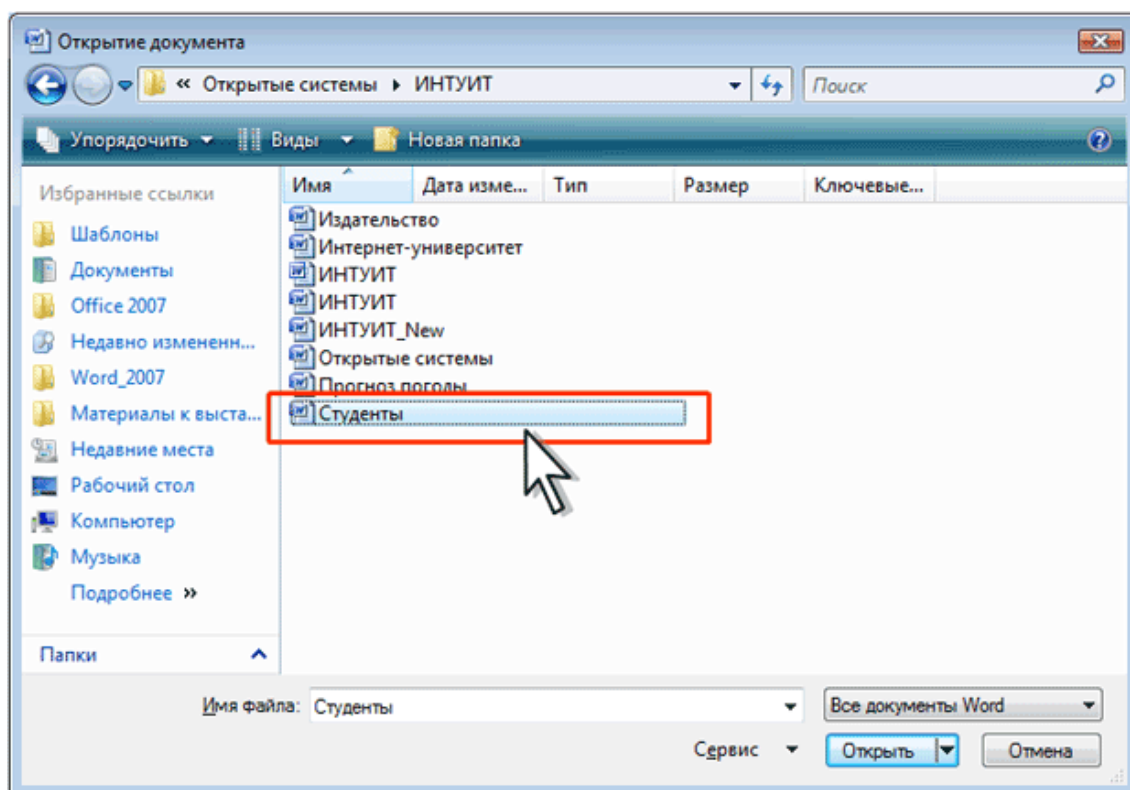 Открытие документа
« Открытые системы ИНТУИТ Поиск
Упорядочить Виды Новая папка
Избранные ссылки
Шаблоны
Документы
Office 2007
Недавно измененн...
Word_2007
Материалы к выста...
Недавние места
Рабочий стол
Компьютер
Музыка
Подробнее »
Папки
Имя Дата изме... Тип Размер Ключевые...
Издательство
Интернет-университет
ИНТУИТ
ИНТУИТ
ИНТУИТ_New
Открытые системы
Прогноз погоды
Студенты
Имя файла: Студенты Все документы Word
Сервис Открыть Отмена